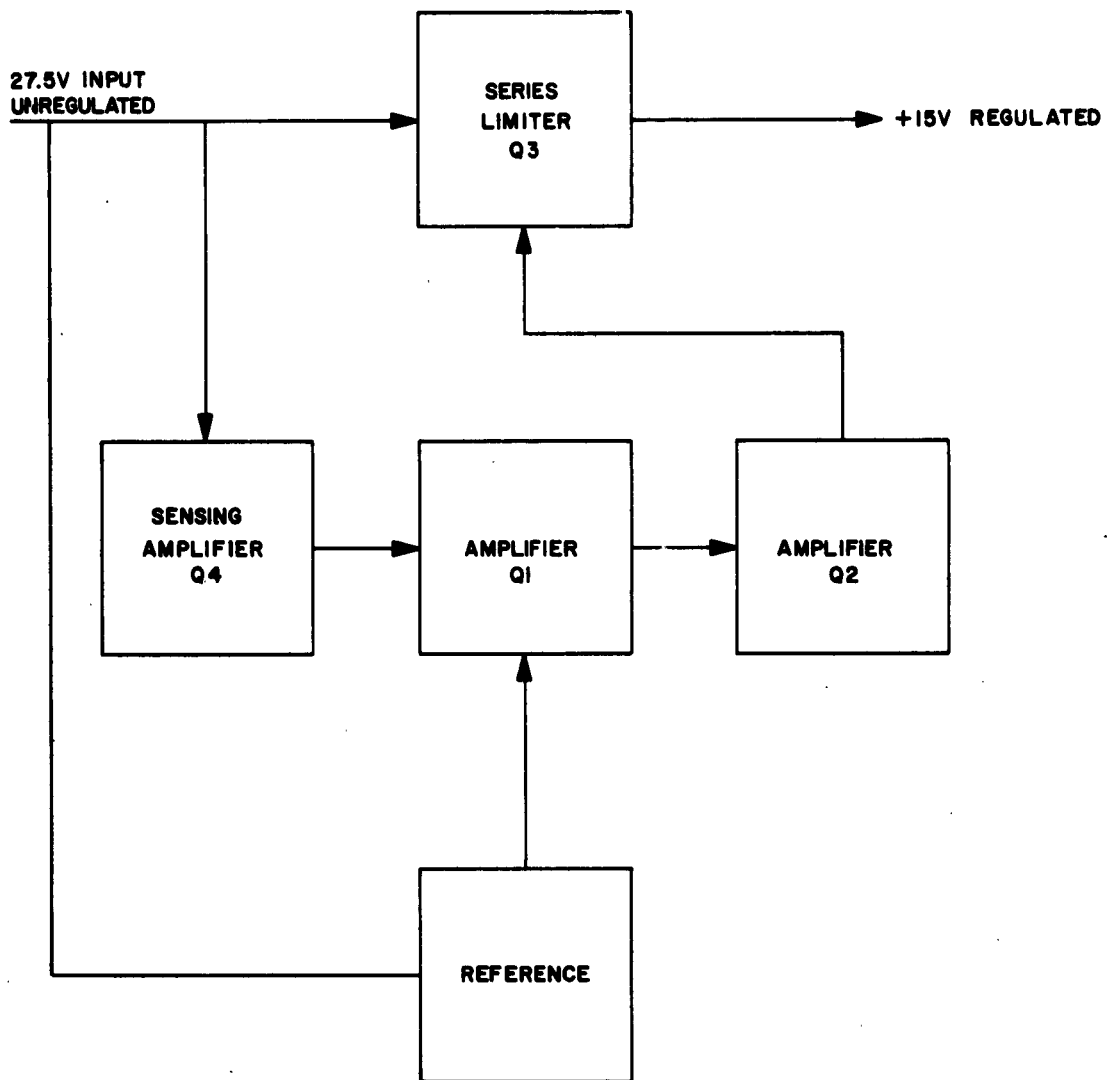 27.5V INPUT
UNREGULATED
SERIES
LIMITER
Q3
+15V REGULATED
SENSING
AMPLIFIER
Q4
AMPLIFIER
Q1
AMPLIFIER
Q2
REFERENCE